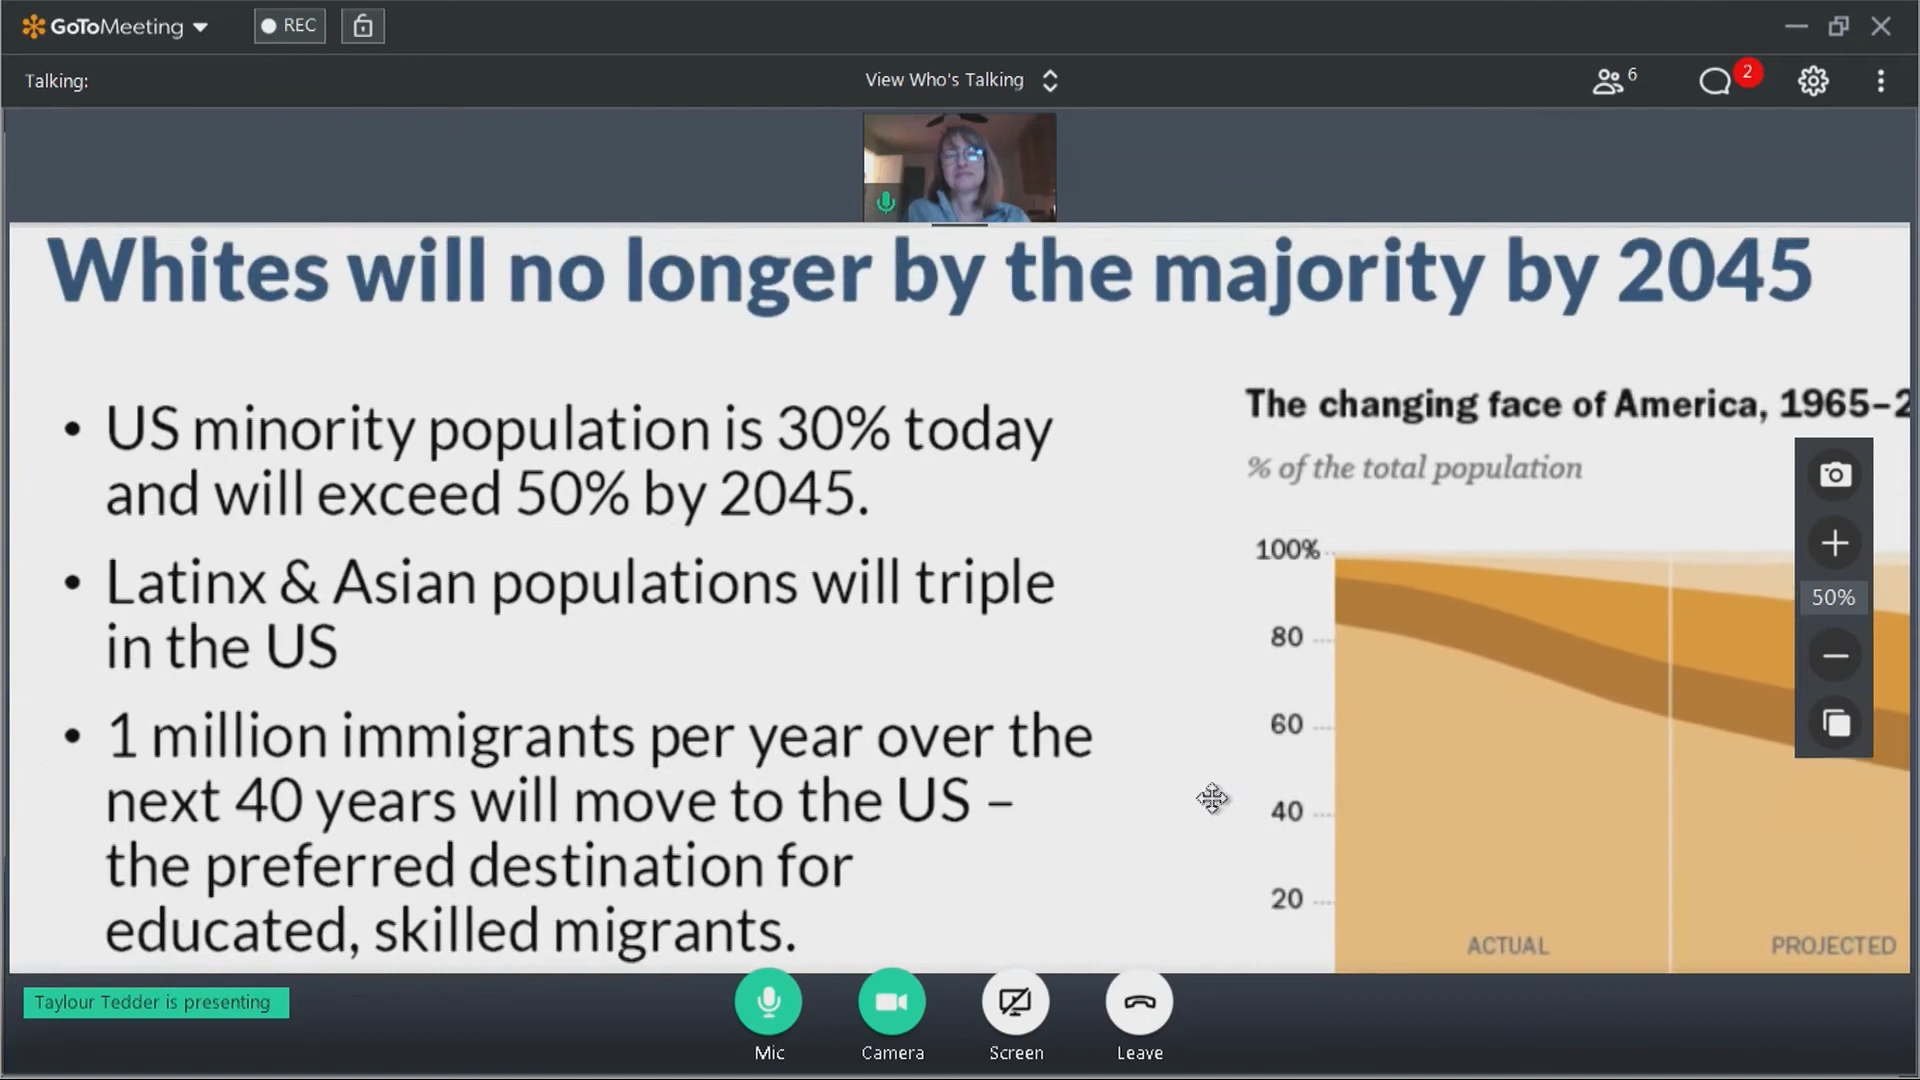 GoToMeeting
REC
Talking:
View Who's Talking
6
2
Whites will no longer by the majority by 2045
• US minority population is 30% today
and will exceed 50% by 2045.
• Latinx & Asian populations will triple
in the US
• 1 million immigrants per year over the
next 40 years will move to the US –
the preferred destination for
educated, skilled migrants.
The changing face of America, 1965–2
% of the total population
100%
80
60
40
20
ACTUAL
PROJECTED
50%
Taylour Tedder is presenting
Mic
Camera
Screen
Leave